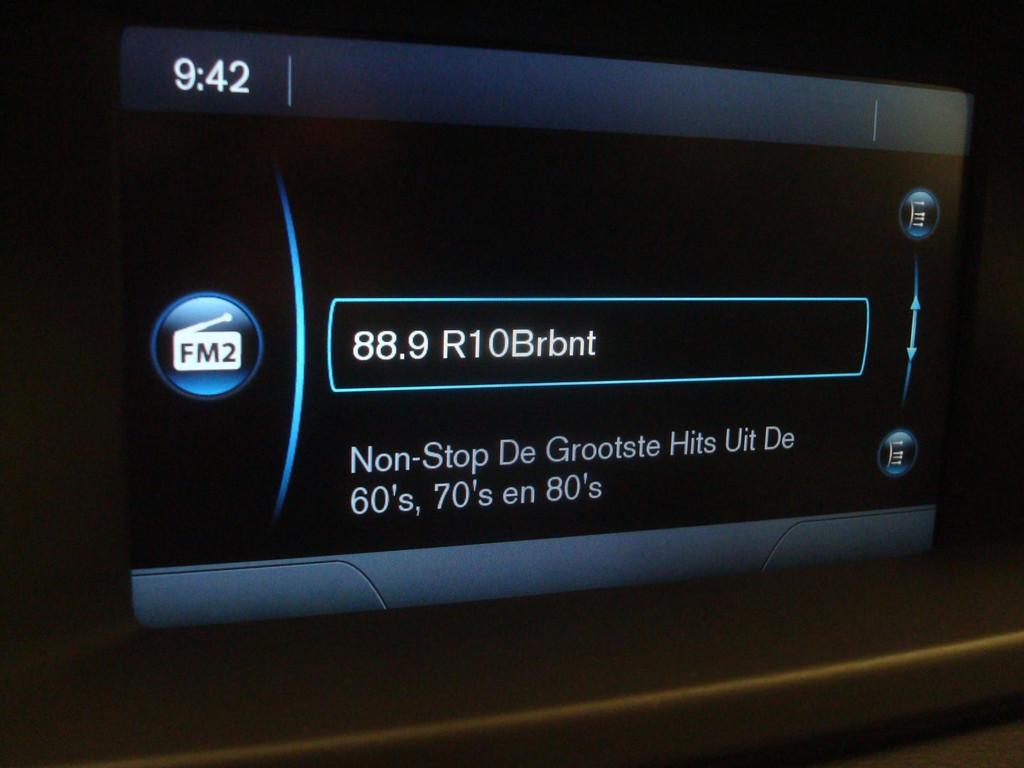 9:42
FM2
88.9 R10Brbnt
Non-Stop De Grootste Hits Uit De
60's, 70's en 80's